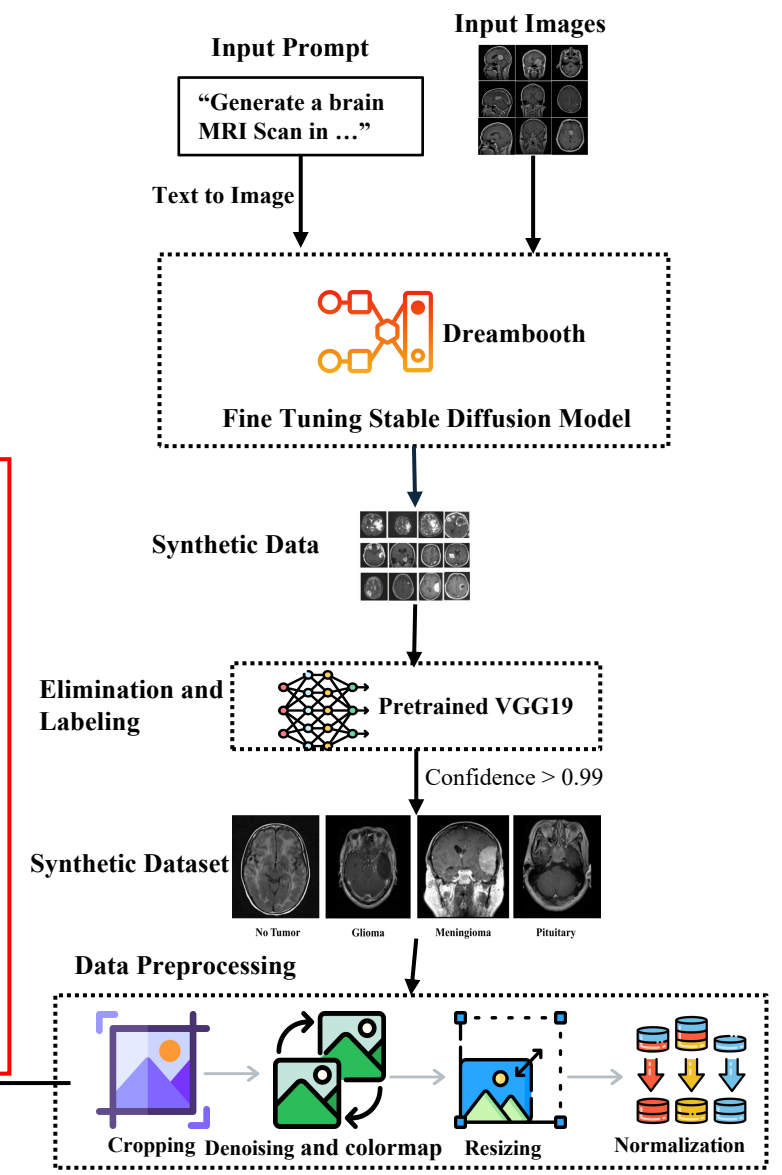 Input Images
Input Prompt
“Generate a brain
MRI Scan in ...”
Text to Image
Dreambooth
Fine Tuning Stable Diffusion Model
Synthetic Data
Elimination and
Labeling
Pretrained VGG19
Confidence > 0.99
Synthetic Dataset
No Tumor
Glioma
Meningioma
Pituitary
Data Preprocessing
Cropping
Denoising and colormap
Resizing
Normalization